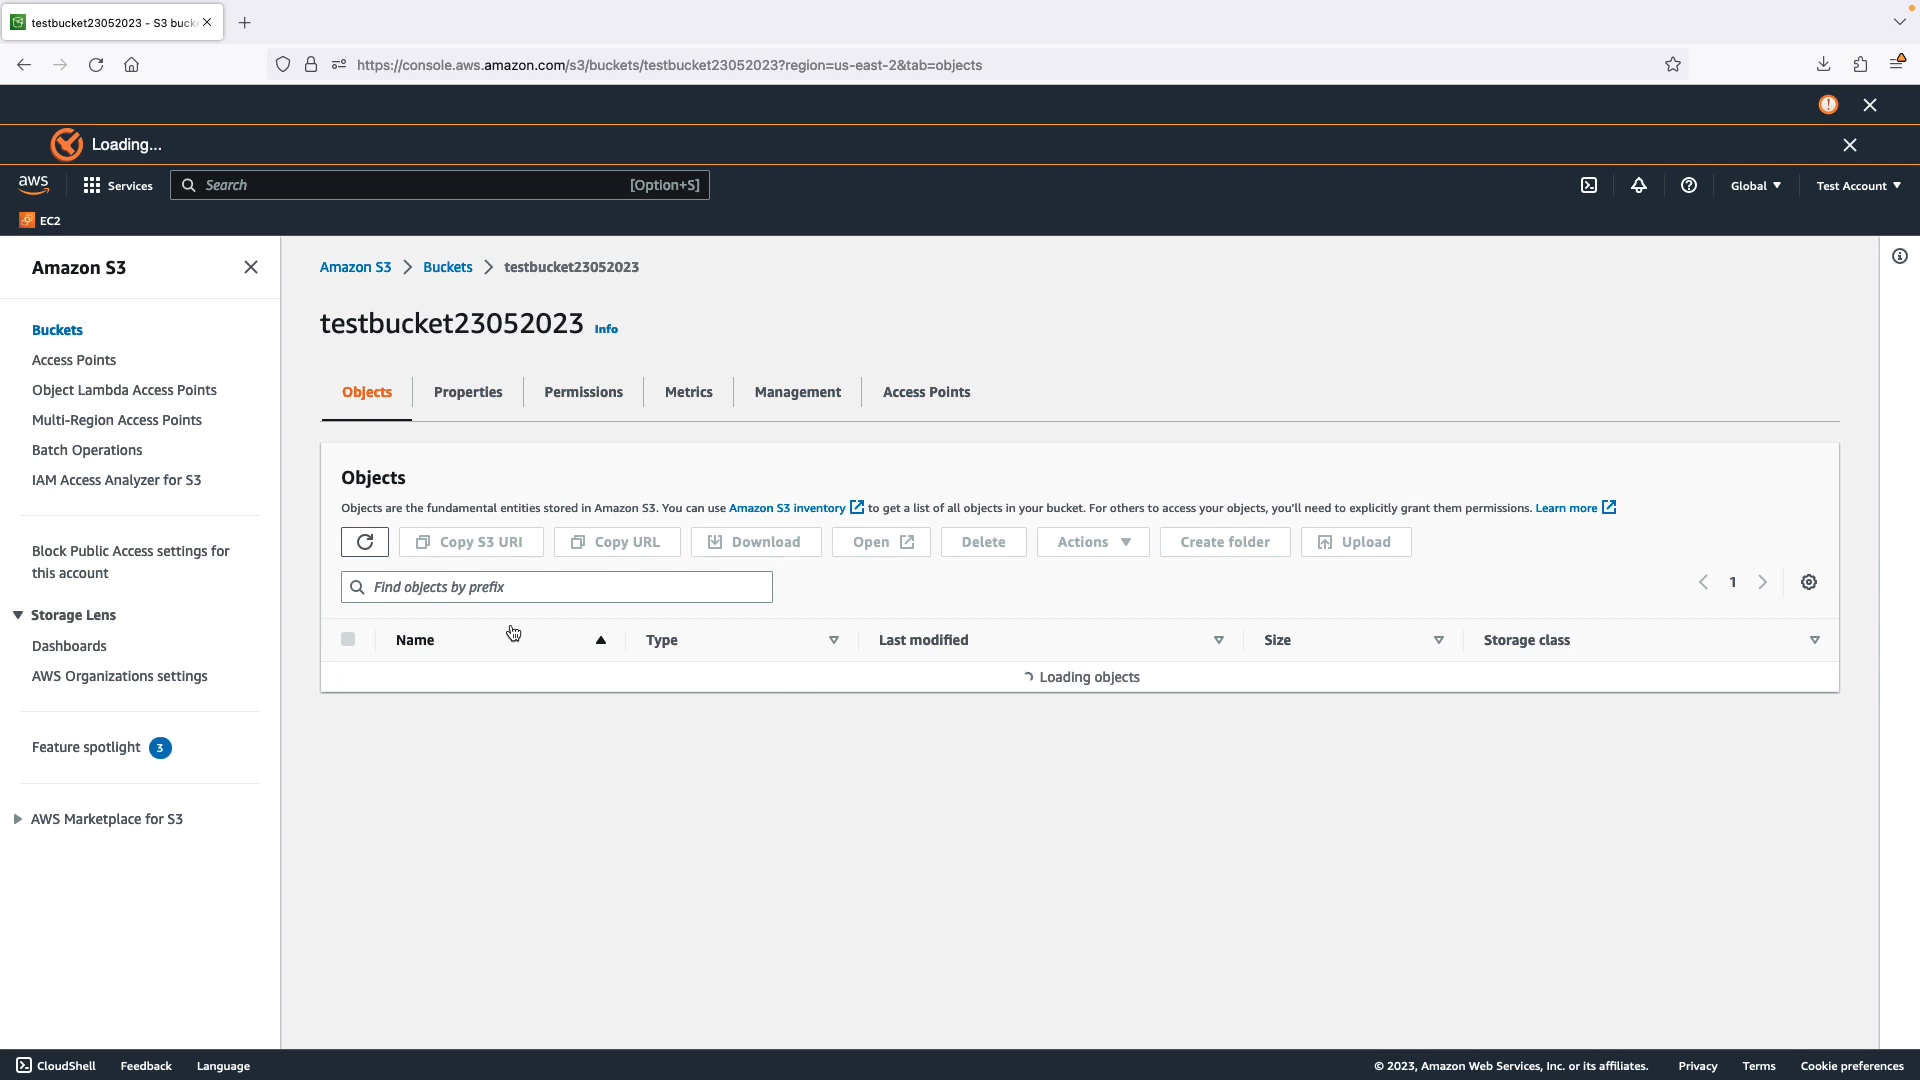 testbucket23052023 - S3 buck
https://console.aws.amazon.com/s3/buckets/testbucket23052023?region=us-east-2&tab=objects
Loading...
aws
Services
Search
[Option+S]
Global
Test Account
EC2
Amazon S3
Buckets
Access Points
Object Lambda Access Points
Multi-Region Access Points
Batch Operations
IAM Access Analyzer for S3
Block Public Access settings for
this account
Storage Lens
Dashboards
AWS Organizations settings
Feature spotlight 3
AWS Marketplace for S3
Amazon S3 > Buckets > testbucket23052023
testbucket23052023 Info
Objects
Properties
Permissions
Metrics
Management
Access Points
Objects
Objects are the fundamental entities stored in Amazon S3. You can use Amazon S3 inventory to get a list of all objects in your bucket. For others to access your objects, you'll need to explicitly grant them permissions. Learn more
Copy S3 URI
Copy URL
Download
Open
Delete
Actions
Create folder
Upload
Find objects by prefix
1
Name
Type
Last modified
Size
Storage class
Loading objects
CloudShell
Feedback
Language
© 2023, Amazon Web Services, Inc. or its affiliates.
Privacy
Terms
Cookie preferences